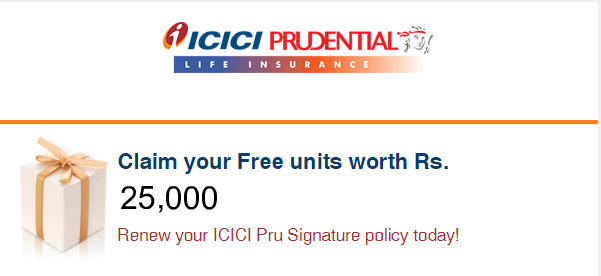 ICICI PRUDENTIAL
LIFE INSURANCE
Claim your Free units worth Rs.
25,000
Renew your ICICI Pru Signature policy today!